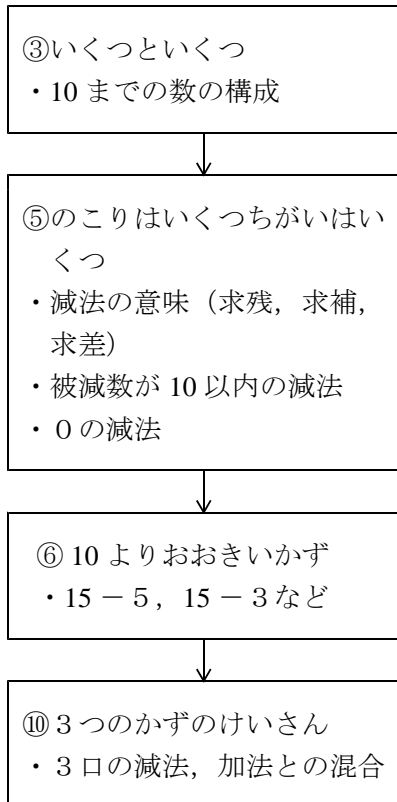 ③いくつといくつ
・10 までの数の構成
⑤のこりはいくつちがいはい
くつ
・減法の意味（求残，求補，
求差）
・被減数が 10 以内の減法
・０の減法
⑥ 10 よりおおきいかず
・15 － 5，15 － 3 など
⑩３つのかずのけいさん
・３口の減法，加法との混合